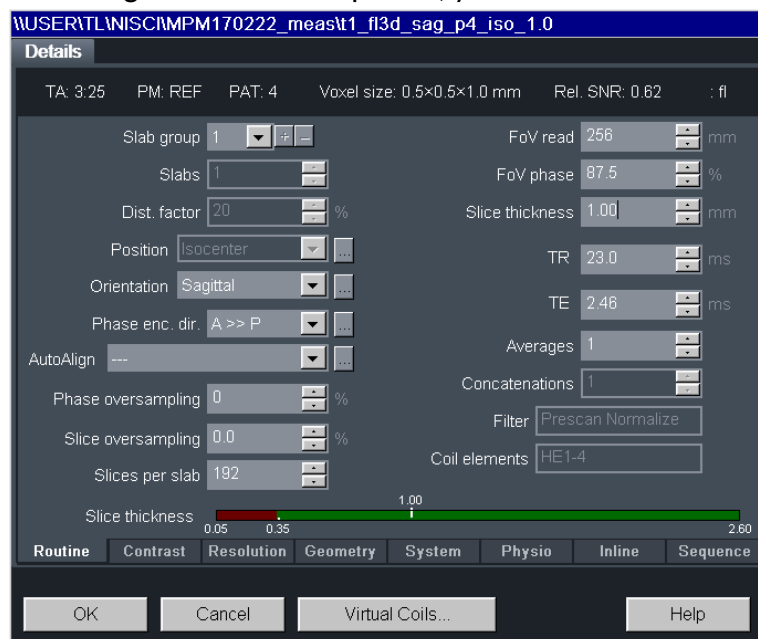 \\USER\TL\NISCI\MPM170222_meas\t1_fl3d_sag_p4_iso_1.0
Details
TA: 3:25 PM: REF PAT: 4 Voxel size: 0.5×0.5×1.0 mm Rel. SNR: 0.62 : fl
Slab group 1 + –
Slabs 1
Dist. factor 20 %
Position Isocenter ...
Orientation Sagittal ...
Phase enc. dir. A >> P ...
AutoAlign --- ...
Phase oversampling 0 %
Slice oversampling 0.0 %
Slices per slab 192
FoV read 256 mm
FoV phase 87.5 %
Slice thickness 1.00 mm
TR 23.0 ms
TE 2.46 ms
Averages 1
Concatenations 1
Filter Prescan Normalize
Coil elements HE1-4
1.00
Slice thickness
0.05 0.35 2.60
Routine Contrast Resolution Geometry System Physio Inline Sequence
OK Cancel Virtual Coils... Help